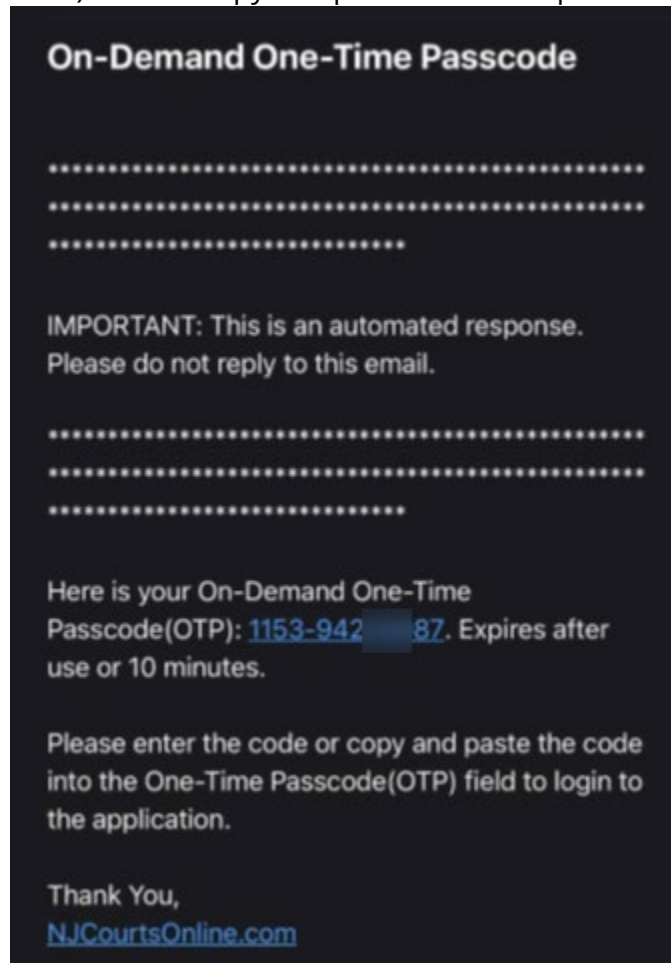 On-Demand One-Time Passcode
**************************************************
**************************************************
******************************
IMPORTANT: This is an automated response.
Please do not reply to this email.
**************************************************
**************************************************
******************************
Here is your On-Demand One-Time
Passcode(OTP): 1153-942 87. Expires after
use or 10 minutes.
Please enter the code or copy and paste the code
into the One-Time Passcode(OTP) field to login to
the application.
Thank You,
NJCourtsOnline.com